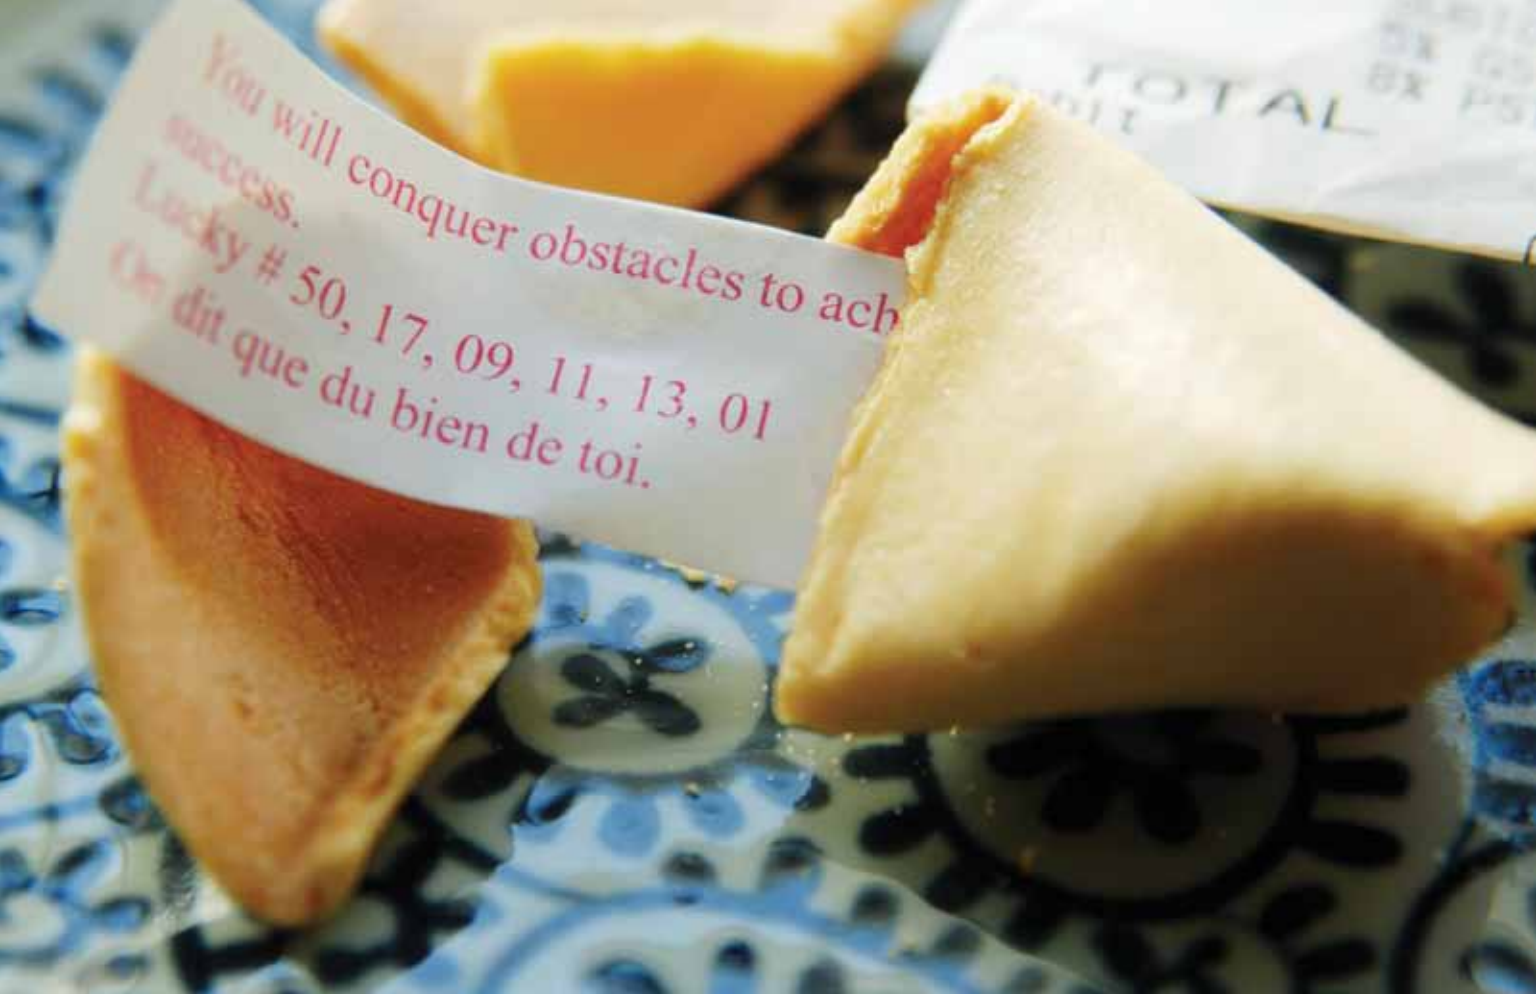 You will conquer obstacles to ach
success.
Lucky # 50, 17, 09, 11, 13, 01
On dit que du bien de toi.
TOTAL